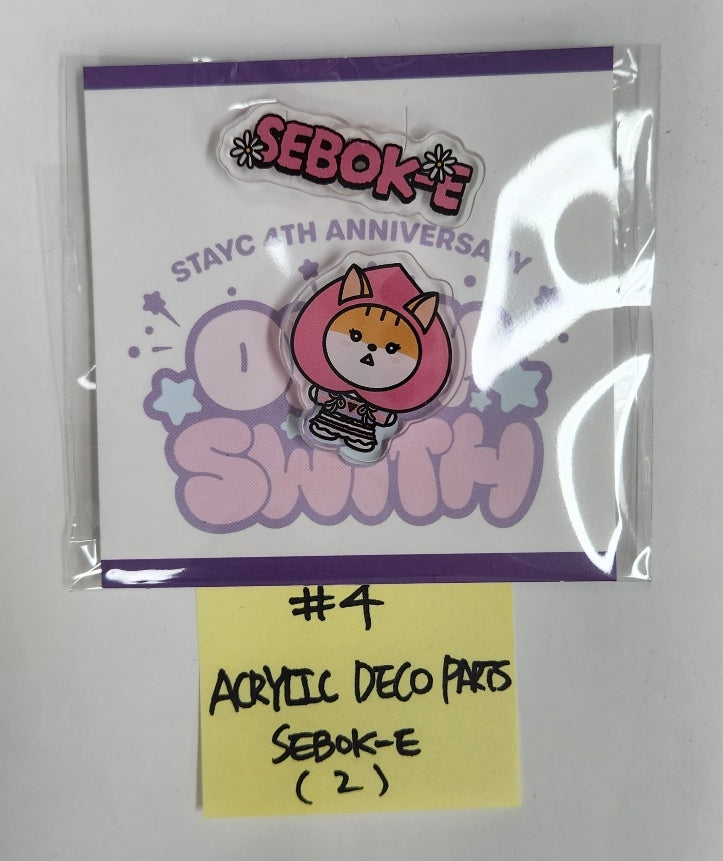 SEBOK-E
STAYC 4TH ANNIVERSARY
SWITH
#4
ACRYLIC DECO PARTS
SEBOK-E
(2)